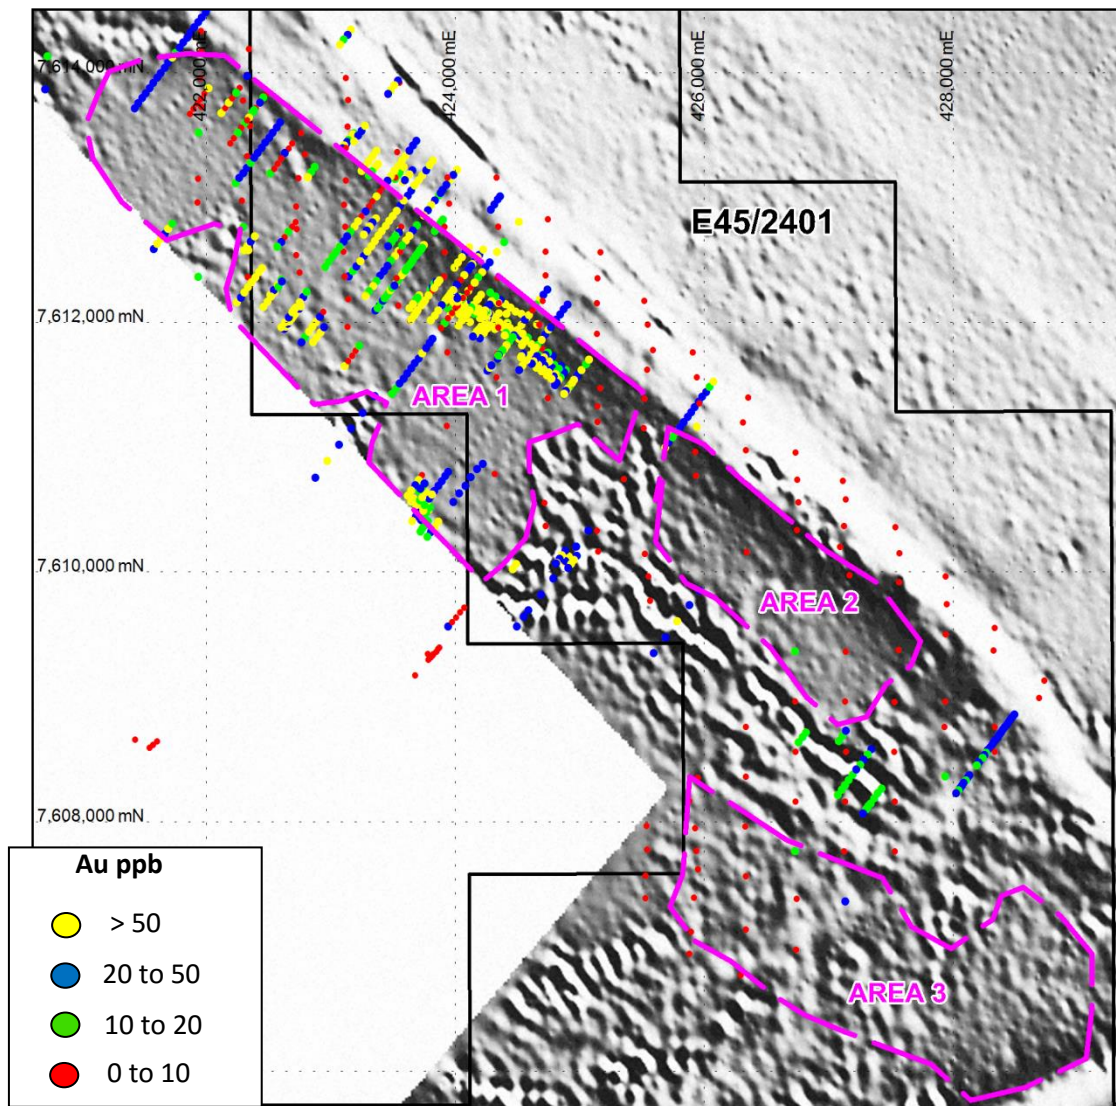 7,614,000 mN
422,000 mE
424,000 mE
426,000 mE
428,000 mE
E45/2401
7,612,000 mN
AREA 1
7,610,000 mN
AREA 2
7,608,000 mN
AREA 3
Au ppb
> 50
20 to 50
10 to 20
0 to 10